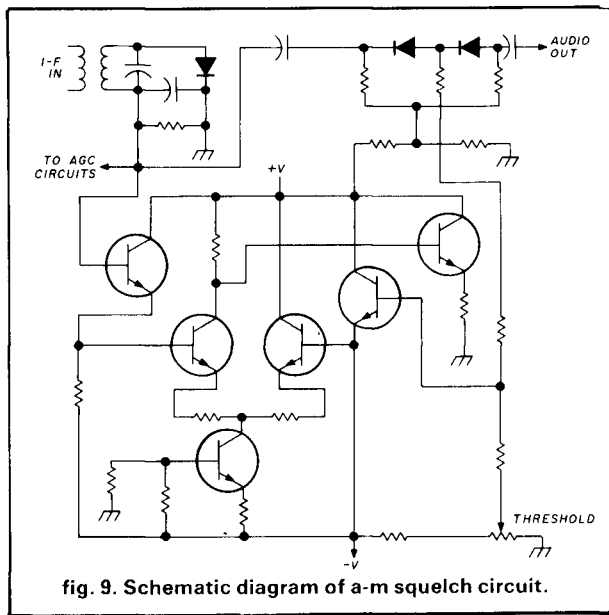 I-F
IN
AUDIO
OUT
TO AGC
CIRCUITS
+V
THRESHOLD
-V
fig. 9. Schematic diagram of a-m squelch circuit.